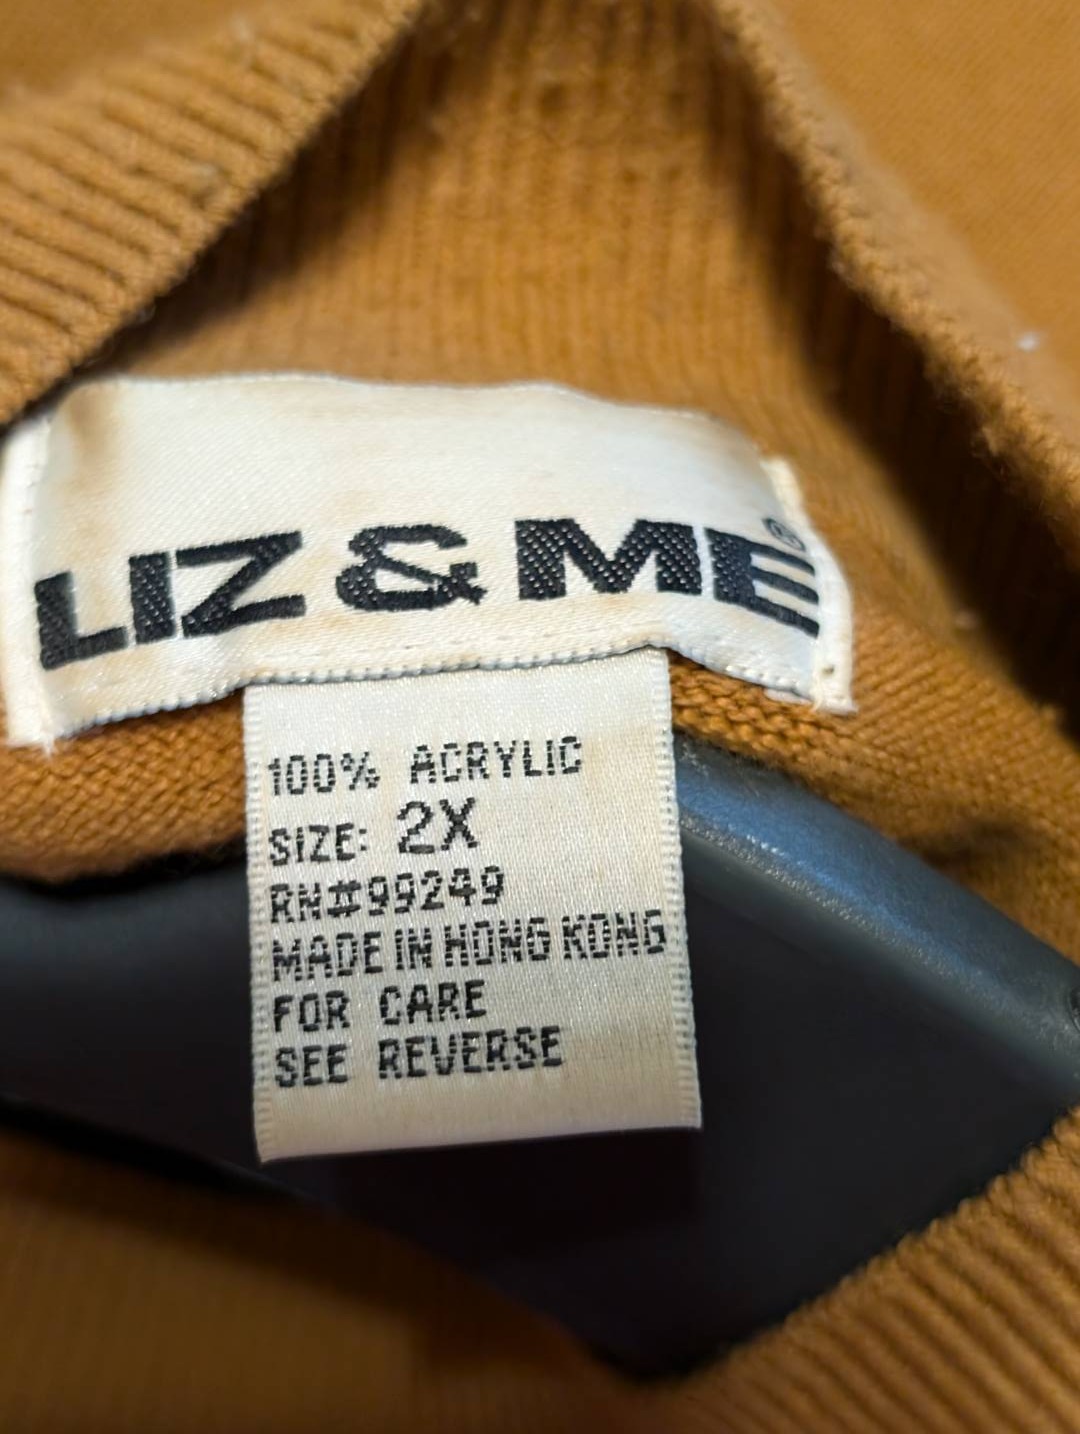 LIZ & ME®
100% ACRYLIC
SIZE: 2X
RN#99249
MADE IN HONG KONG
FOR CARE
SEE REVERSE